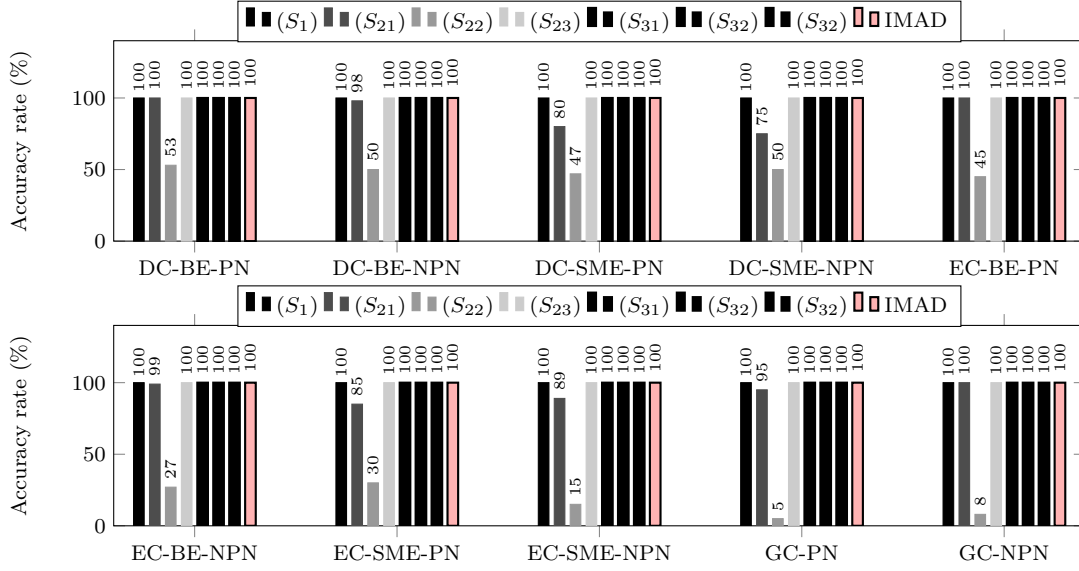 (S₁) (S₂₁) (S₂₂) (S₂₃) (S₃₁) (S₃₂) (S₃₂) IMAD
Accuracy rate (%)
100
50
0
100 100 53 100 100 100 100 100
100 98 50 100 100 100 100 100
100 80 47 100 100 100 100 100
100 75 50 100 100 100 100 100
100 100 45 100 100 100 100 100
DC-BE-PN DC-BE-NPN DC-SME-PN DC-SME-NPN EC-BE-PN
(S₁) (S₂₁) (S₂₂) (S₂₃) (S₃₁) (S₃₂) (S₃₂) IMAD
Accuracy rate (%)
100
50
0
100 99 27 100 100 100 100 100
100 85 30 100 100 100 100 100
100 89 15 100 100 100 100 100
100 95 5 100 100 100 100 100
100 100 8 100 100 100 100 100
EC-BE-NPN EC-SME-PN EC-SME-NPN GC-PN GC-NPN